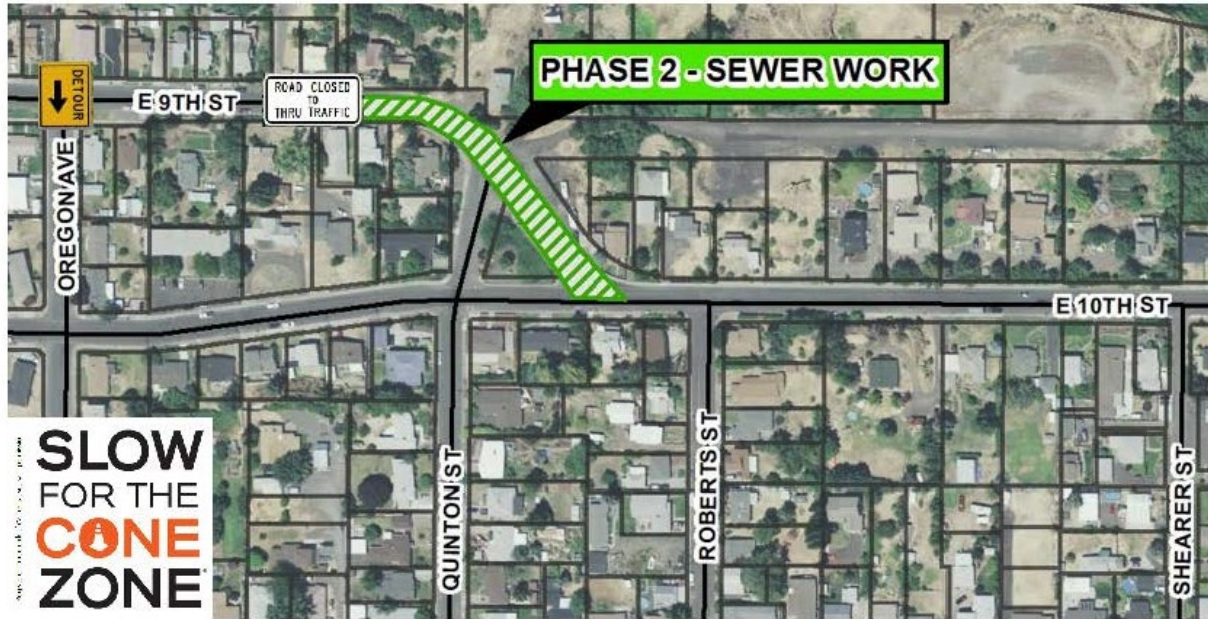 PHASE 2 - SEWER WORK
DETOUR
E 9TH ST
ROAD CLOSED
TO
THRU TRAFFIC
OREGON AVE
E 10TH ST
QUINTON ST
ROBERTS ST
SHEARER ST
SLOW
FOR THE
CONE
ZONE